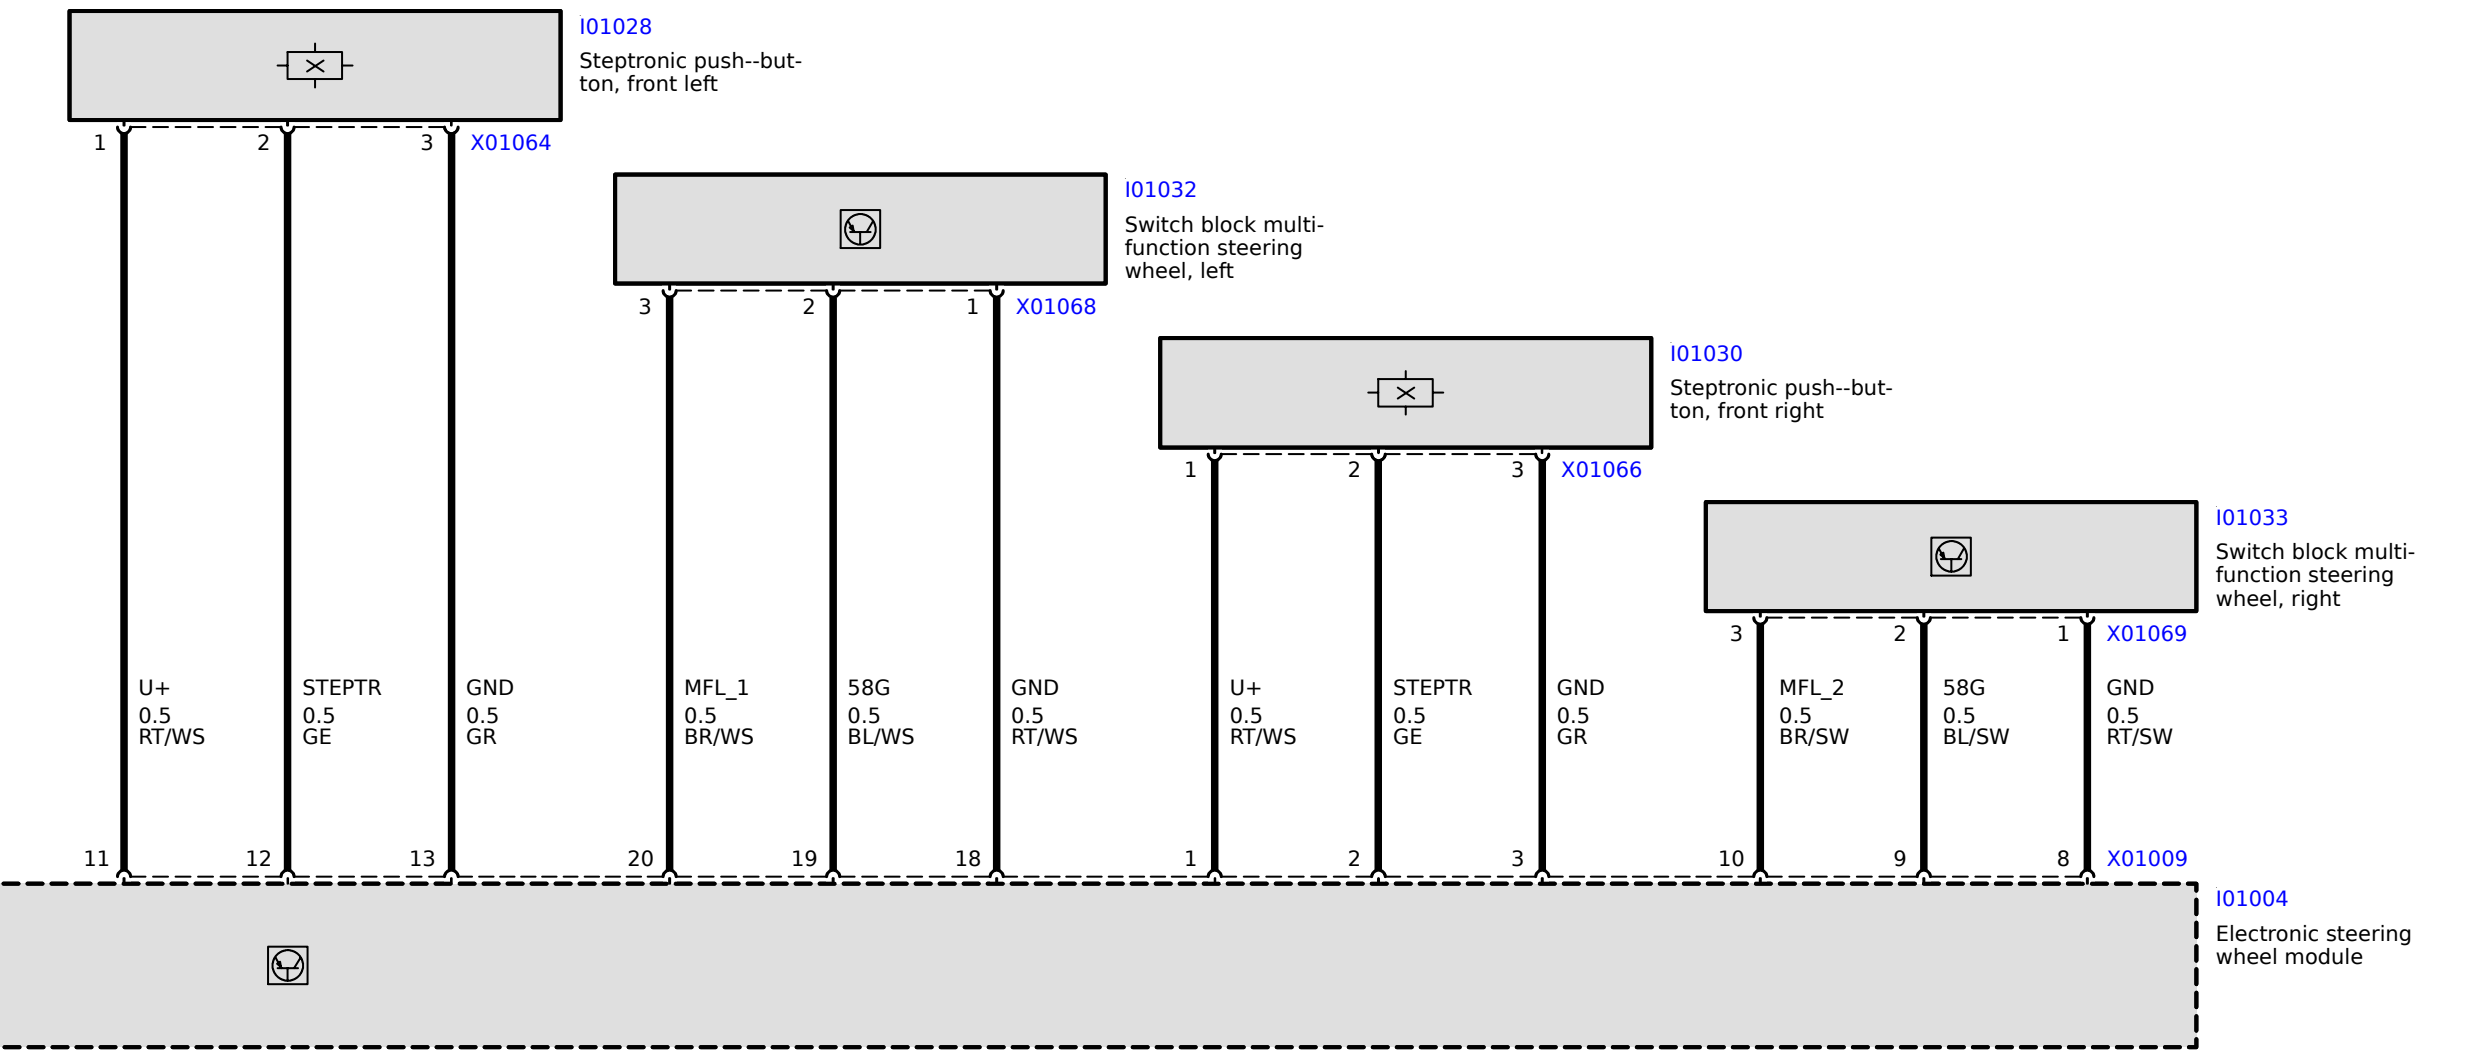 I01028
Steptronic push--but-
ton, front left
1 2 3 X01064
I01032
Switch block multi-
function steering
wheel, left
3 2 1 X01068
I01030
Steptronic push--but-
ton, front right
1 2 3 X01066
I01033
Switch block multi-
function steering
wheel, right
3 2 1 X01069
U+ STEPTR GND MFL_1 58G GND U+ STEPTR GND MFL_2 58G GND
0.5 0.5 0.5 0.5 0.5 0.5 0.5 0.5 0.5 0.5 0.5 0.5
RT/WS GE GR BR/WS BL/WS RT/WS RT/WS GE GR BR/SW BL/SW RT/SW
11 12 13 20 19 18 1 2 3 10 9 8 X01009
I01004
Electronic steering
wheel module